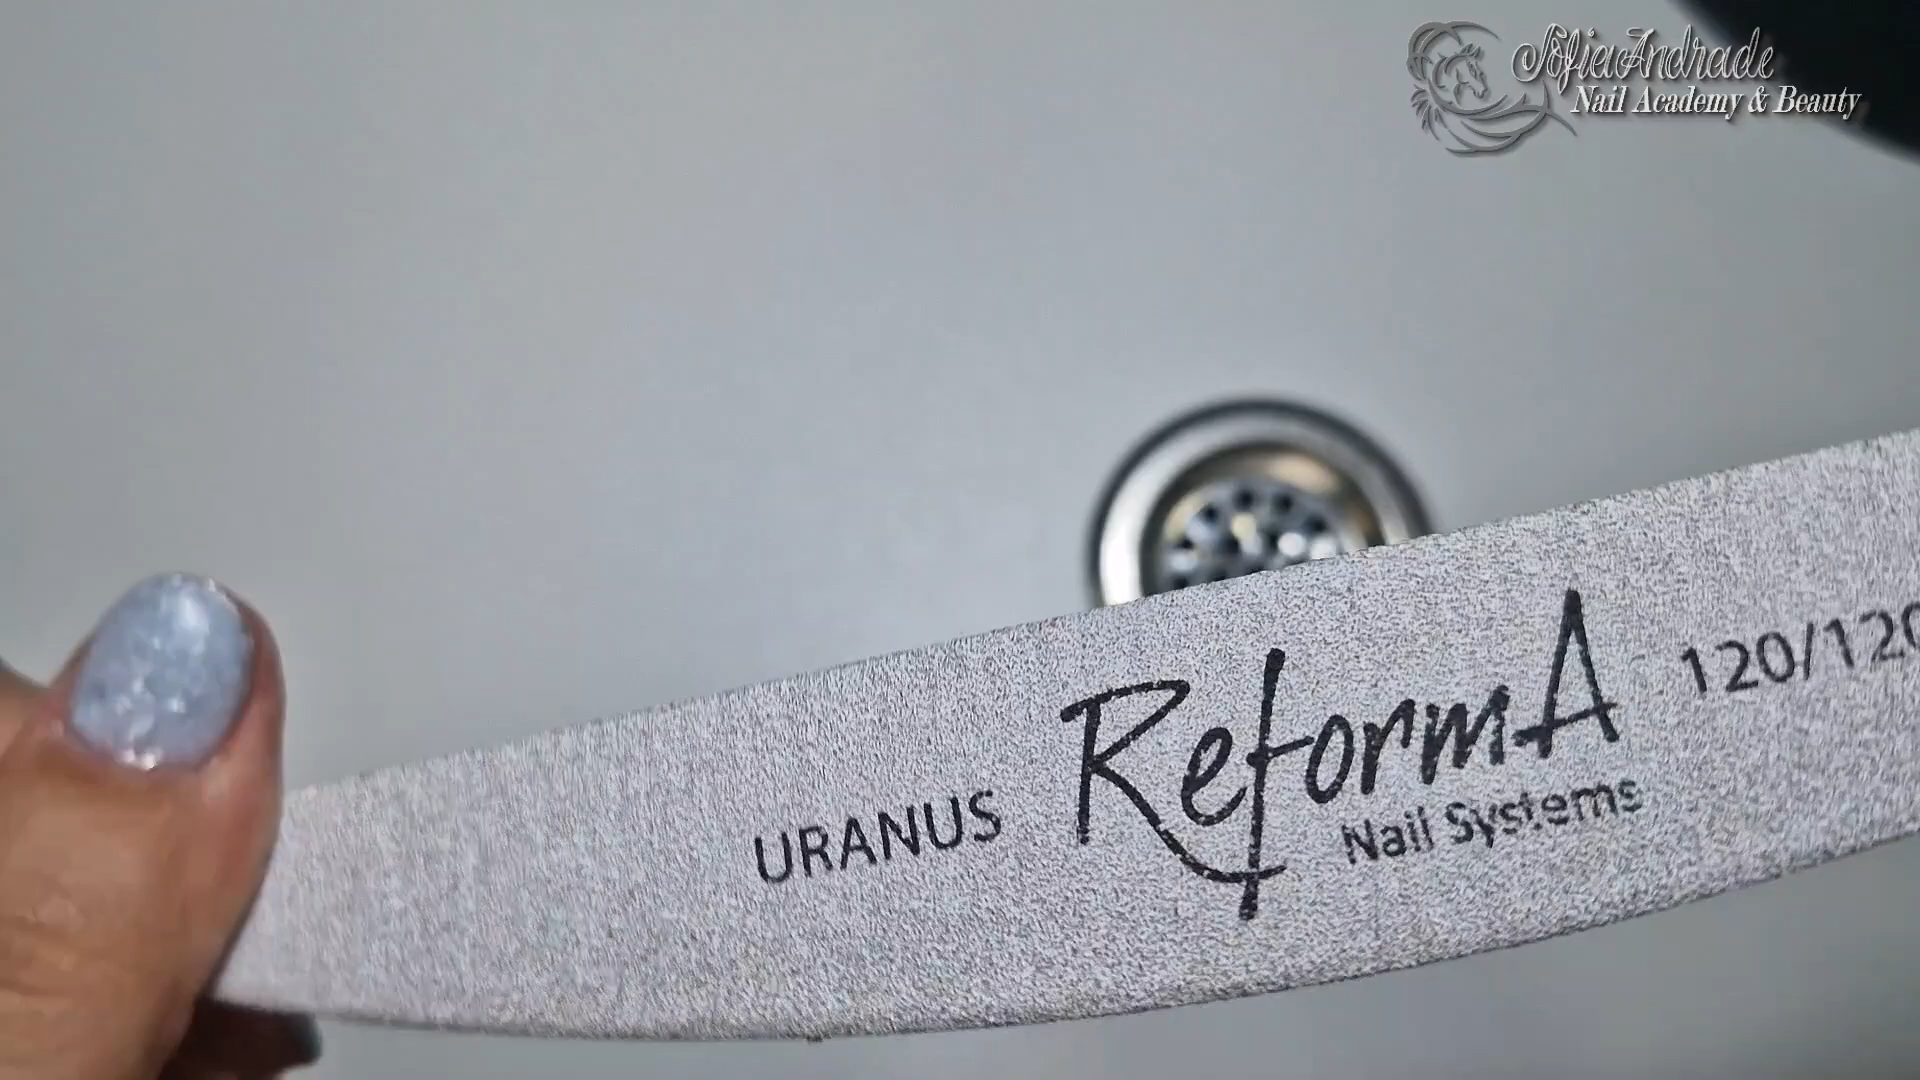 SofiaAndrade
Nail Academy & Beauty
URANUS
ReformA
Nail Systems
120/120